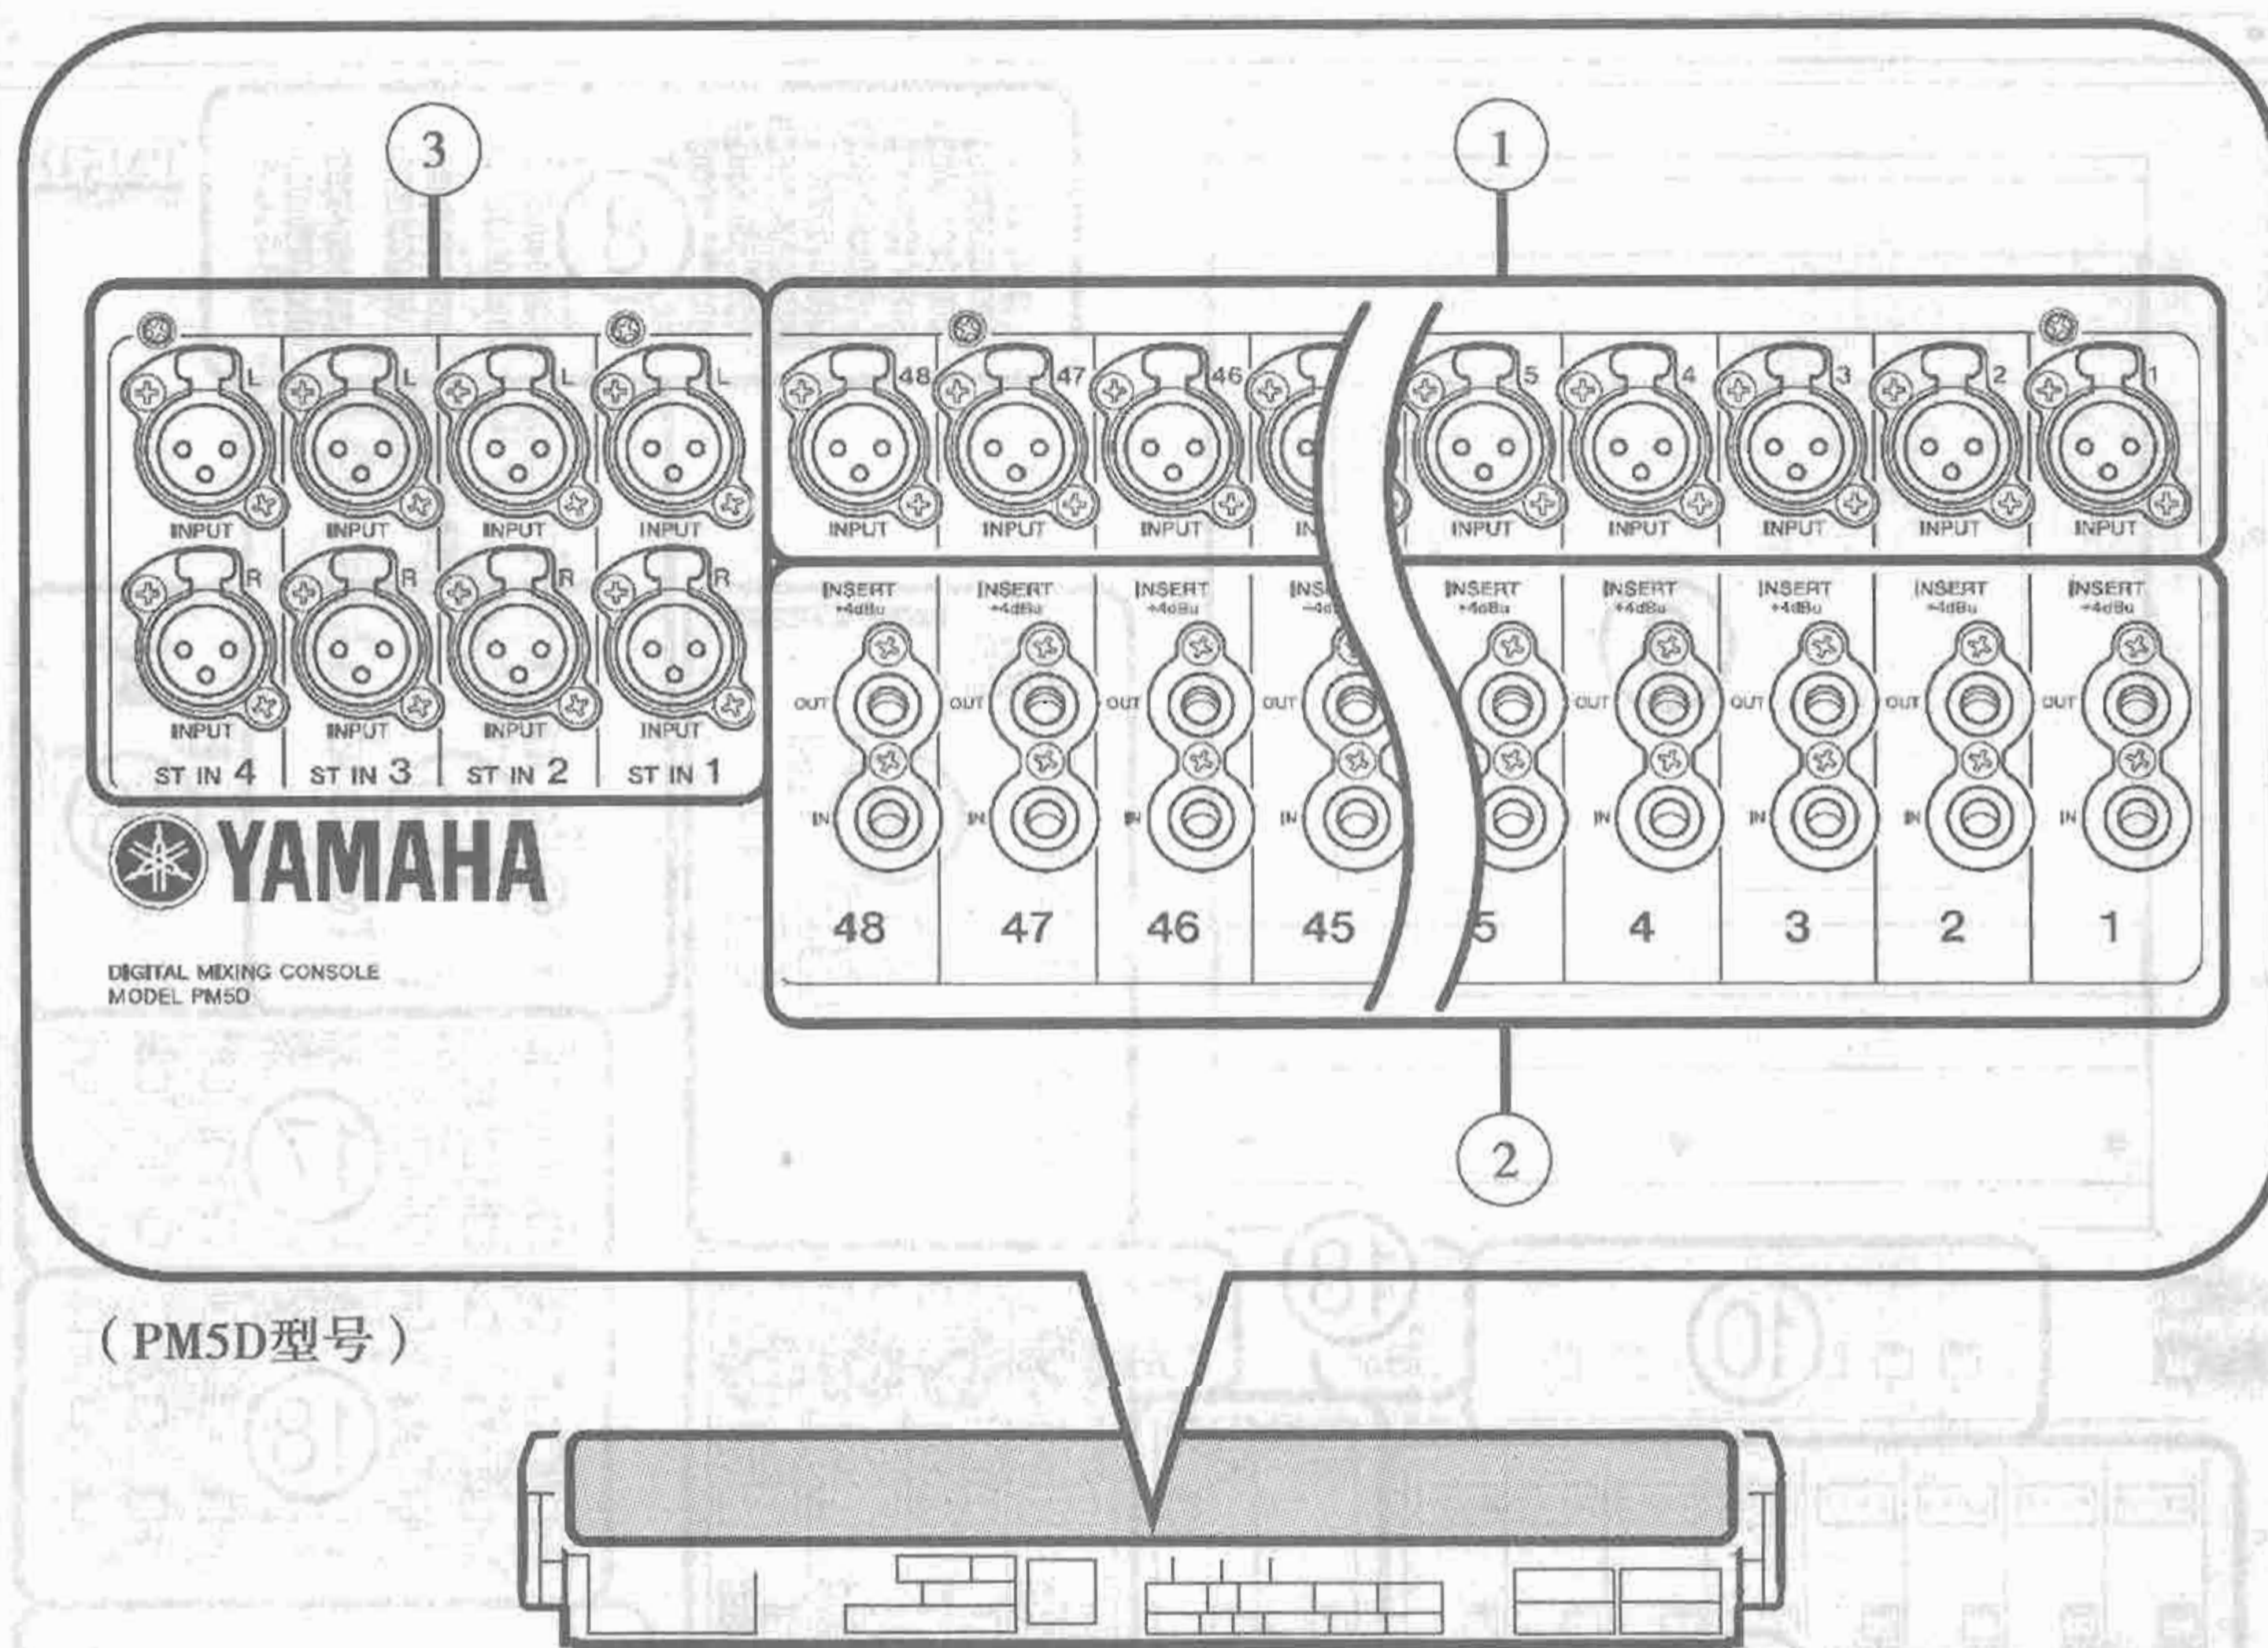 3
1
L L L L 48 47 46 5 4 3 2 1
INPUT INPUT INPUT INPUT INPUT INPUT INPUT IN INPUT INPUT INPUT INPUT INPUT
R R R R
INPUT INPUT INPUT INPUT
ST IN 4 ST IN 3 ST IN 2 ST IN 1
INSERT INSERT INSERT INS INSERT INSERT INSERT INSERT INSERT
+4dBu +4dBu +4dBu +4d +4dBu +4dBu +4dBu +4dBu +4dBu
OUT OUT OUT OUT OUT OUT OUT OUT
IN IN IN IN IN IN IN IN
48 47 46 45 5 4 3 2 1
YAMAHA
DIGITAL MIXING CONSOLE
MODEL PM5D
2
（PM5D型号）